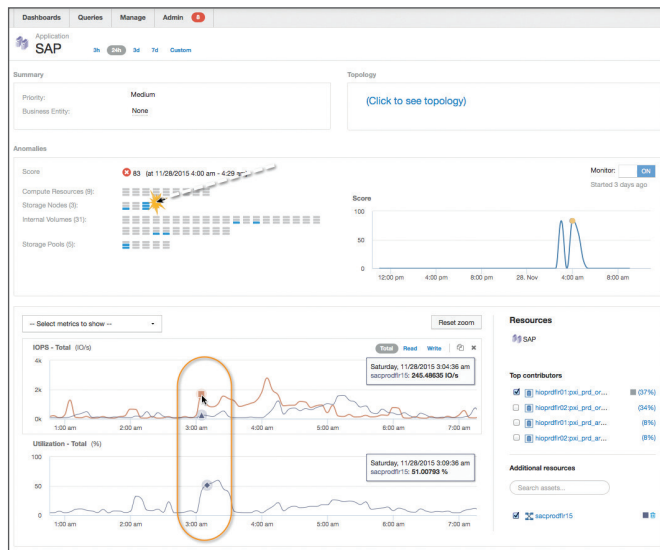 Dashboards Queries Manage Admin 8
Application
SAP 3h 24h 3d 7d Custom
Summary
Priority: Medium
Business Entity: None
Topology
(Click to see topology)
Anomalies
Score 83 (at 11/28/2015 4:00 am - 4:29
Compute Resources (9):
Storage Nodes (3):
Internal Volumes (31):
Storage Pools (5):
Monitor: ON
Started 3 days ago
Score
100
50
0
12:00 pm 4:00 pm 8:00 pm 28. Nov 4:00 am 8:00 am
-- Select metrics to show --
Reset zoom
IOPS - Total (IO/s)
Total Read Write
4k
2k
0k
Saturday, 11/28/2015 3:04:36 am
sacprodflr15: 245.48635 IO/s
1:00 am 2:00 am 3:00 am 4:00 am 5:00 am 6:00 am 7:00 am
Utilization - Total (%)
100
50
0
Saturday, 11/28/2015 3:09:36 am
sacprodflr15: 51.00793 %
1:00 am 2:00 am 3:00 am 4:00 am 5:00 am 6:00 am 7:00 am
Resources
SAP
Top contributors
hioprdflr01:pxi_prd_or... (37%)
hioprdflr02:pxi_prd_or... (34%)
hioprdflr01:pxi_prd_ar... (8%)
hioprdflr02:pxi_prd_ar... (8%)
Additional resources
Search assets...
sacprodflr15